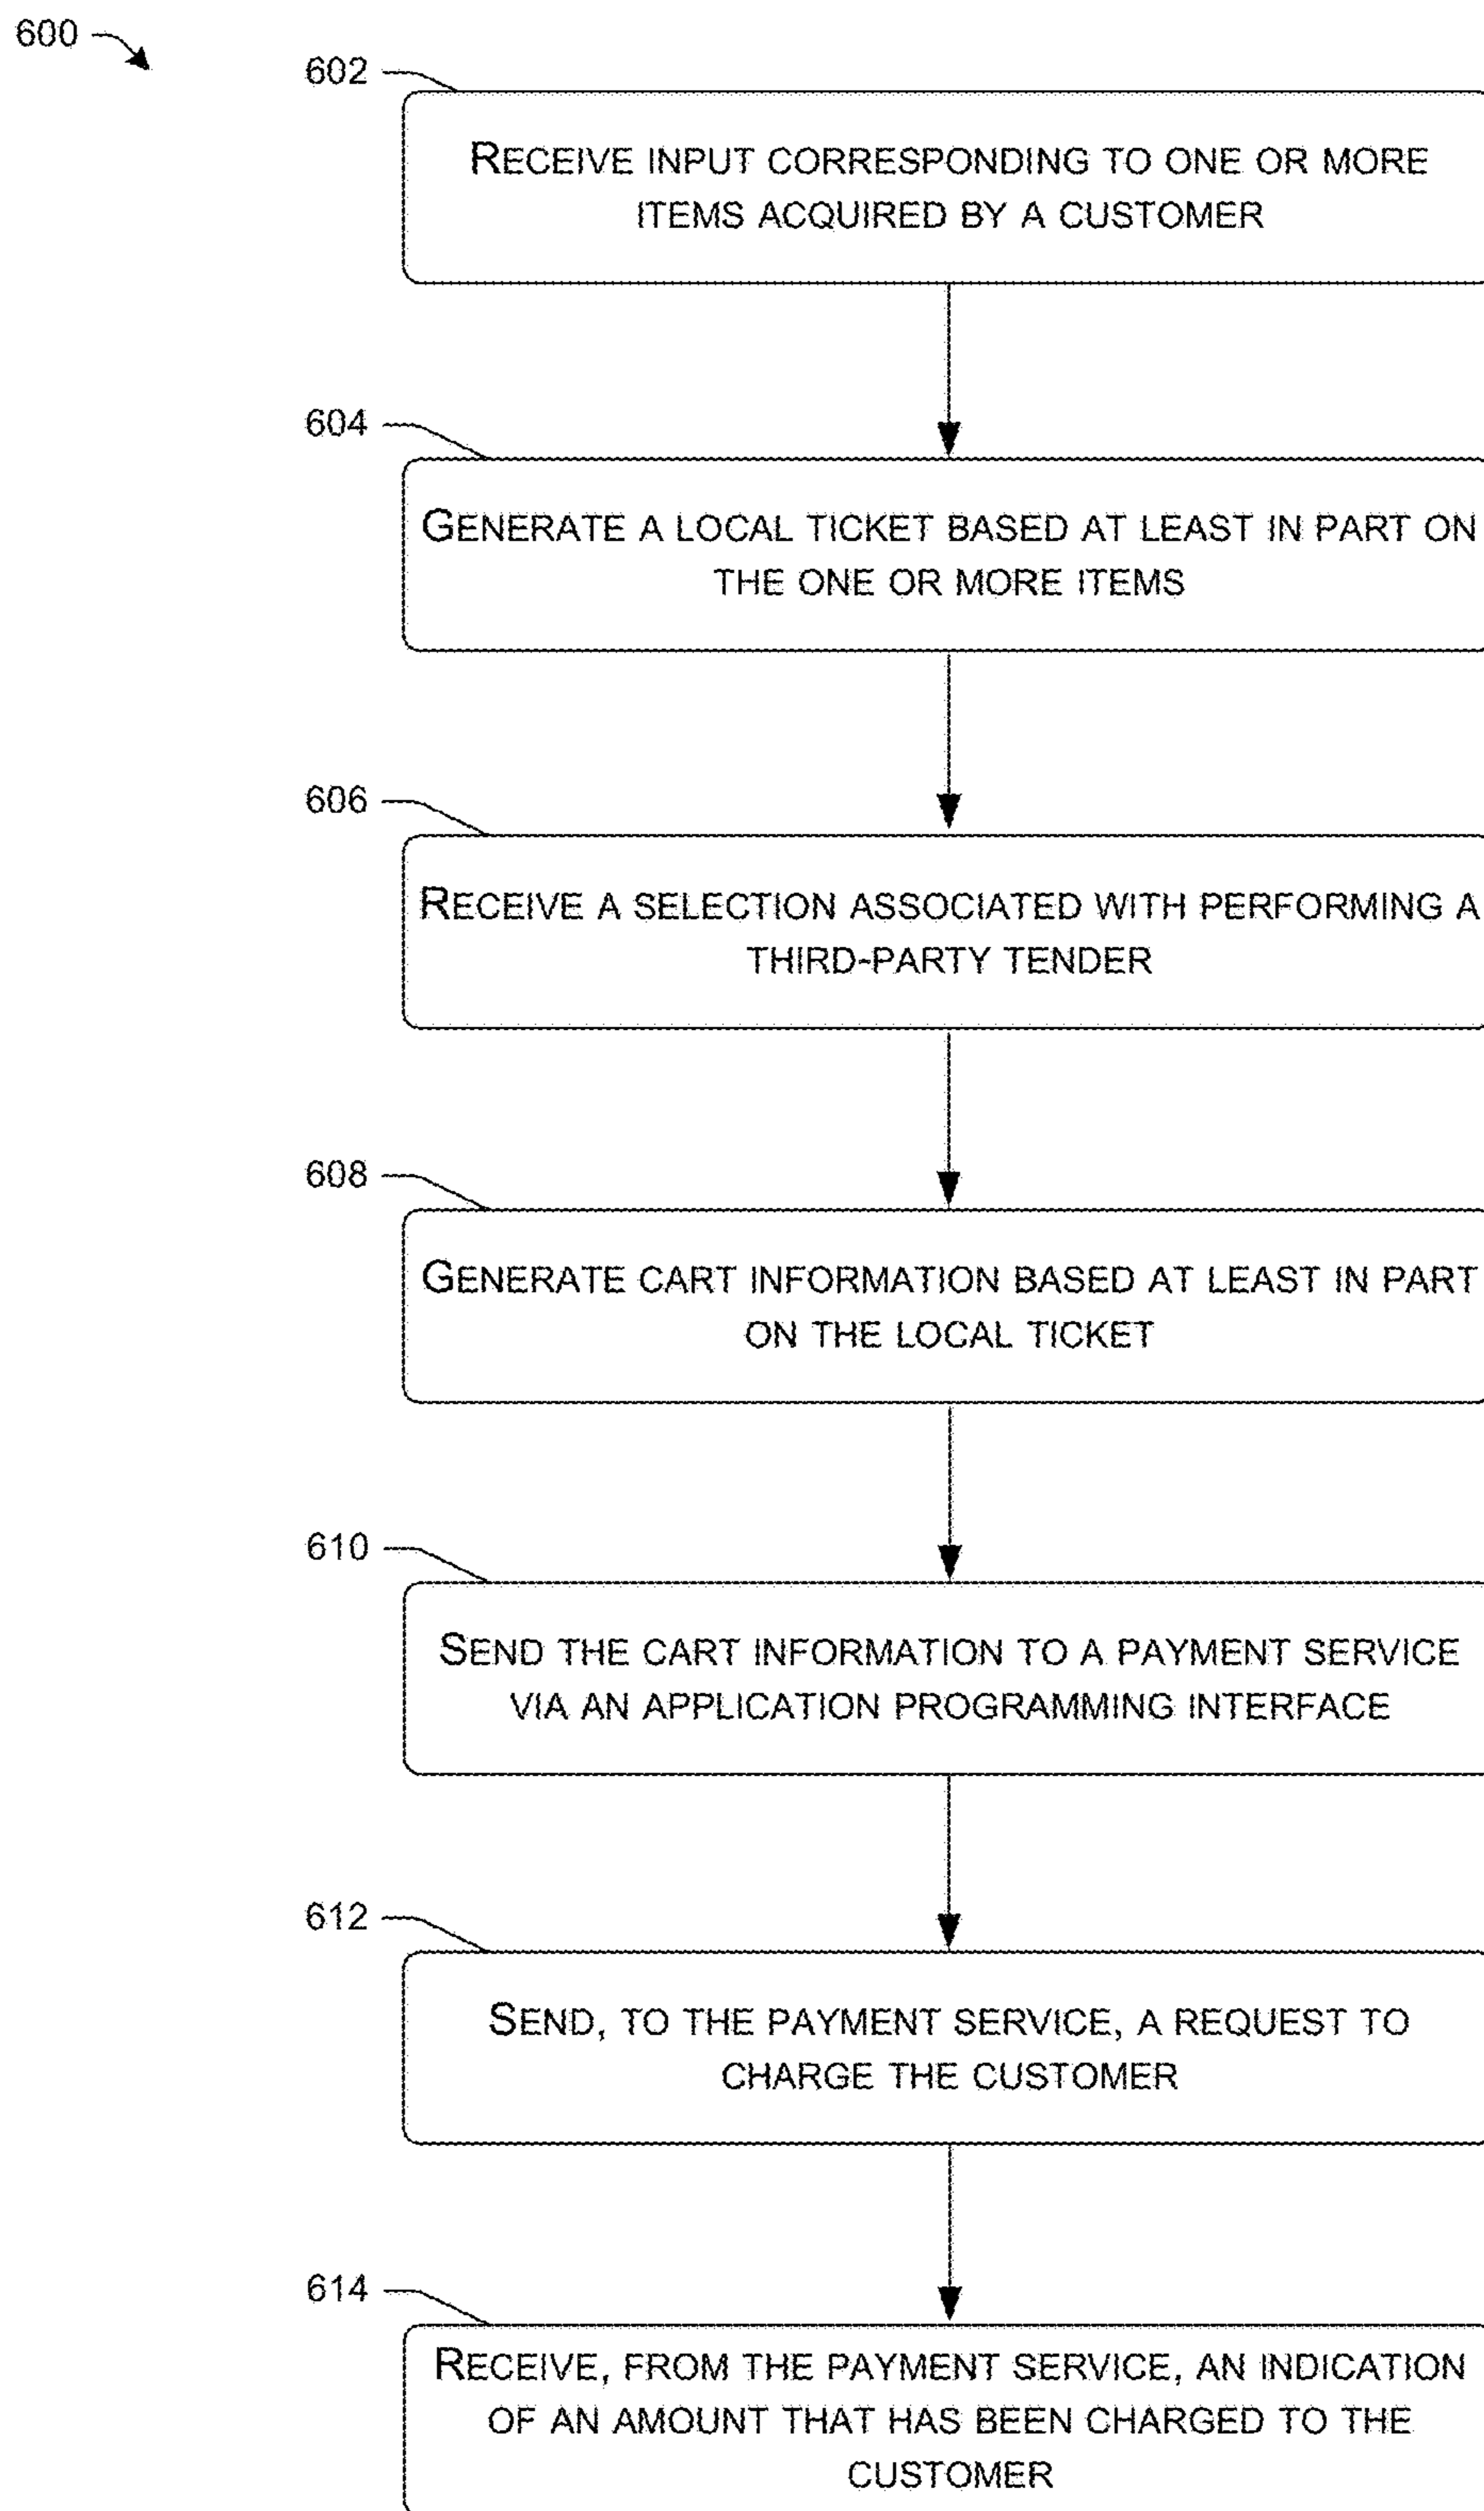 600
602
RECEIVE INPUT CORRESPONDING TO ONE OR MORE
ITEMS ACQUIRED BY A CUSTOMER
604
GENERATE A LOCAL TICKET BASED AT LEAST IN PART ON
THE ONE OR MORE ITEMS
606
RECEIVE A SELECTION ASSOCIATED WITH PERFORMING A
THIRD-PARTY TENDER
608
GENERATE CART INFORMATION BASED AT LEAST IN PART
ON THE LOCAL TICKET
610
SEND THE CART INFORMATION TO A PAYMENT SERVICE
VIA AN APPLICATION PROGRAMMING INTERFACE
612
SEND, TO THE PAYMENT SERVICE, A REQUEST TO
CHARGE THE CUSTOMER
614
RECEIVE, FROM THE PAYMENT SERVICE, AN INDICATION
OF AN AMOUNT THAT HAS BEEN CHARGED TO THE
CUSTOMER